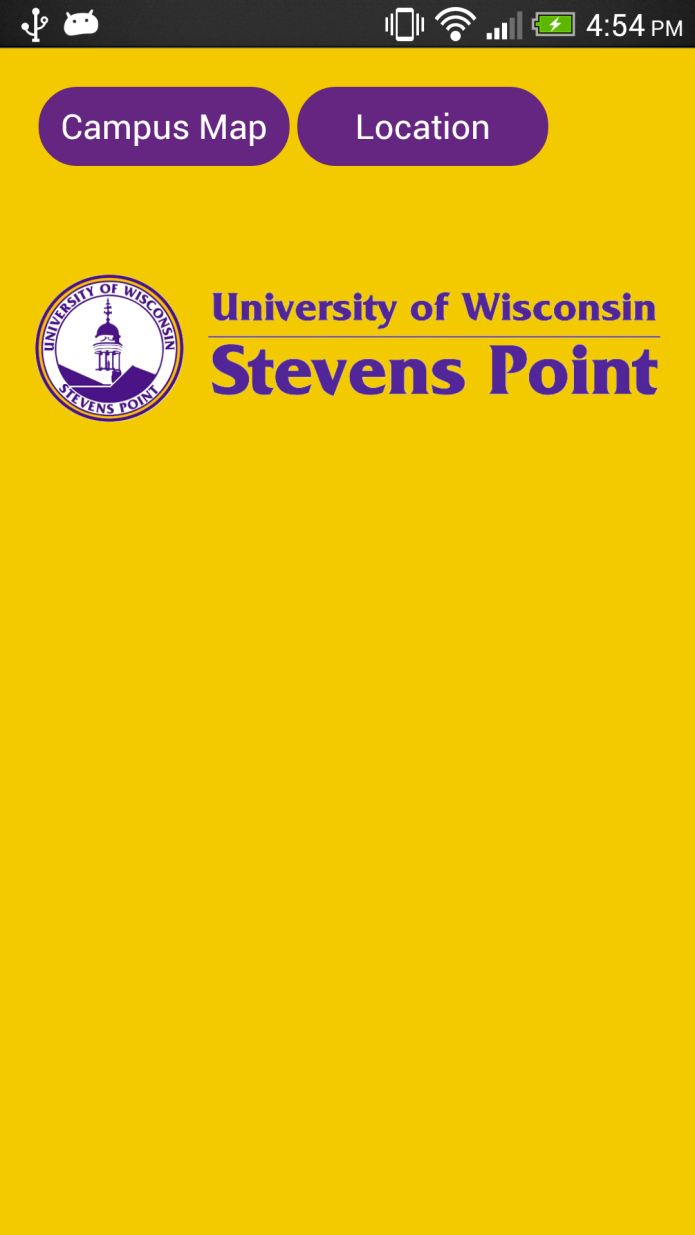 4:54 PM
Campus Map
Location
UNIVERSITY OF WISCONSIN
STEVENS POINT
University of Wisconsin
Stevens Point